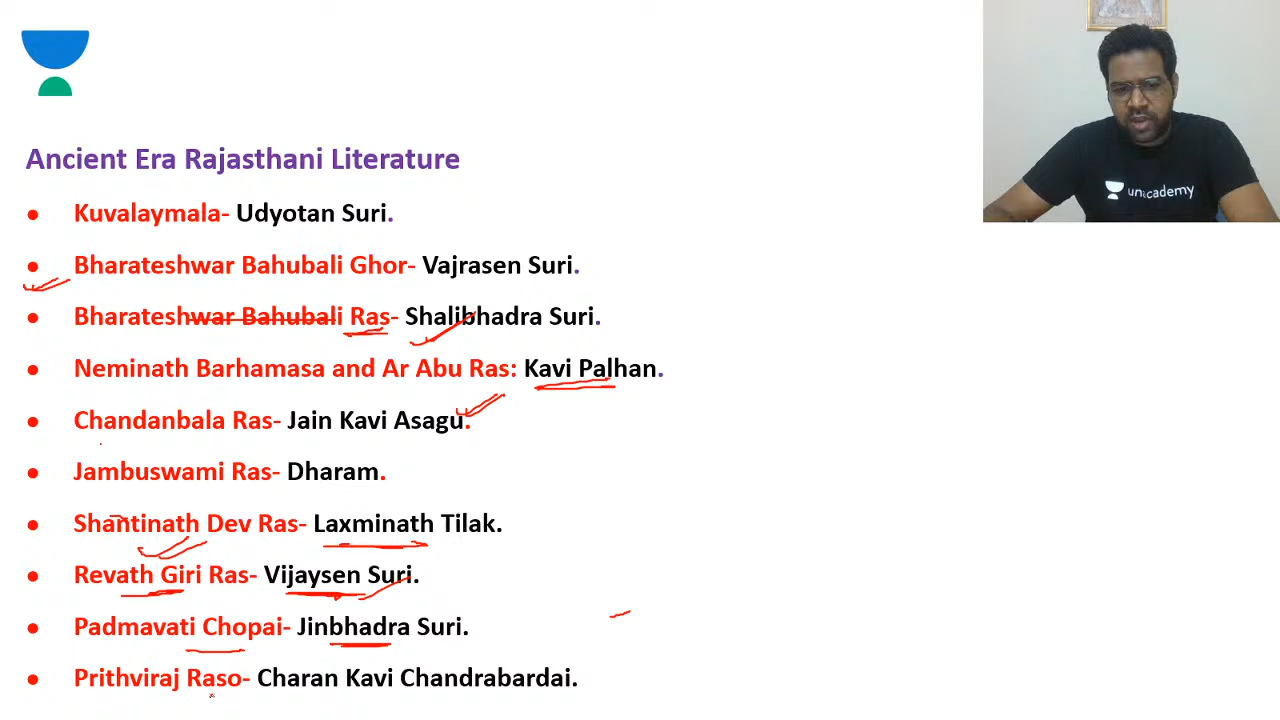 unacademy
Ancient Era Rajasthani Literature
• Kuvalaymala- Udyotan Suri.
• Bharateshwar Bahubali Ghor- Vajrasen Suri.
• Bharateshwar Bahubali Ras- Shalibhadra Suri.
• Neminath Barhamasa and Ar Abu Ras: Kavi Palhan.
• Chandanbala Ras- Jain Kavi Asagu.
• Jambuswami Ras- Dharam.
• Shantinath Dev Ras- Laxminath Tilak.
• Revath Giri Ras- Vijaysen Suri.
• Padmavati Chopai- Jinbhadra Suri.
• Prithviraj Raso- Charan Kavi Chandrabardai.